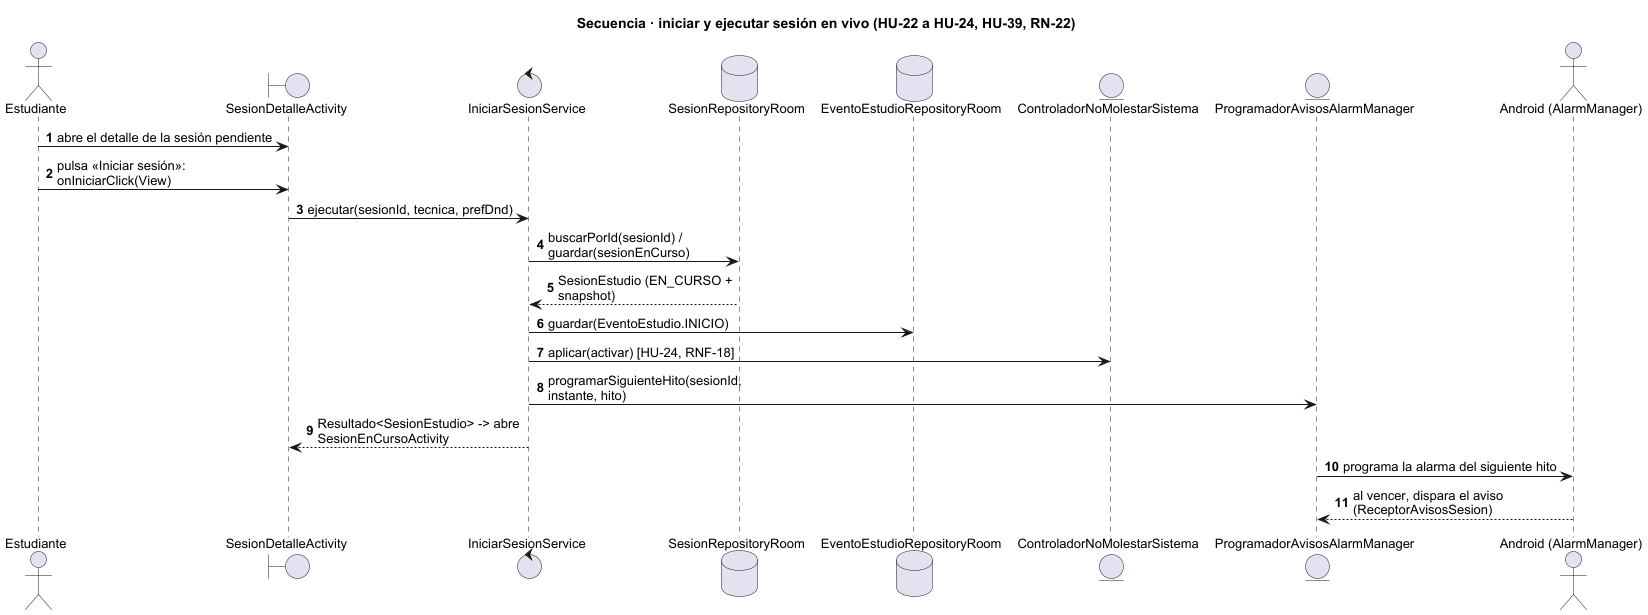 Secuencia · iniciar y ejecutar sesión en vivo (HU-22 a HU-24, HU-39, RN-22)
Estudiante
SesionDetalleActivity
IniciarSesionService
SesionRepositoryRoom
EventoEstudioRepositoryRoom
ControladorNoMolestarSistema
ProgramadorAvisosAlarmManager
Android (AlarmManager)
1 abre el detalle de la sesión pendiente
2 pulsa «Iniciar sesión»:
onIniciarClick(View)
3 ejecutar(sesionId, tecnica, prefDnd)
4 buscarPorId(sesionId) /
guardar(sesionEnCurso)
5 SesionEstudio (EN_CURSO +
snapshot)
6 guardar(EventoEstudio.INICIO)
7 aplicar(activar) [HU-24, RNF-18]
8 programarSiguienteHito(sesionId,
instante, hito)
9 Resultado<SesionEstudio> -> abre
SesionEnCursoActivity
10 programa la alarma del siguiente hito
11 al vencer, dispara el aviso
(ReceptorAvisosSesion)
Estudiante
SesionDetalleActivity
IniciarSesionService
SesionRepositoryRoom
EventoEstudioRepositoryRoom
ControladorNoMolestarSistema
ProgramadorAvisosAlarmManager
Android (AlarmManager)